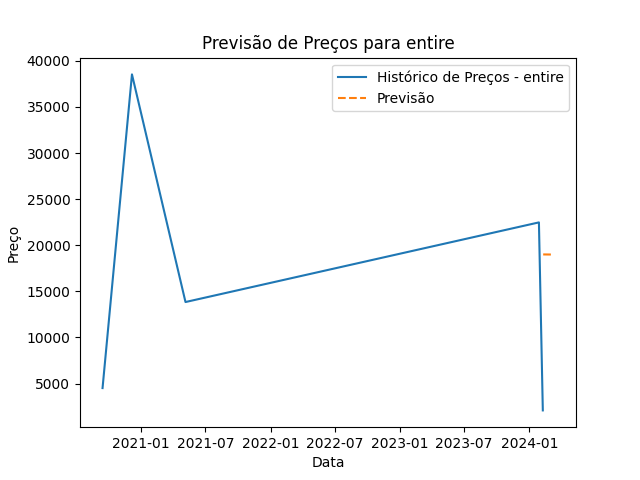 Previsão de Preços para entire
Histórico de Preços - entire
Previsão
Preço
40000
35000
30000
25000
20000
15000
10000
5000
2021-01 2021-07 2022-01 2022-07 2023-01 2023-07 2024-01
Data